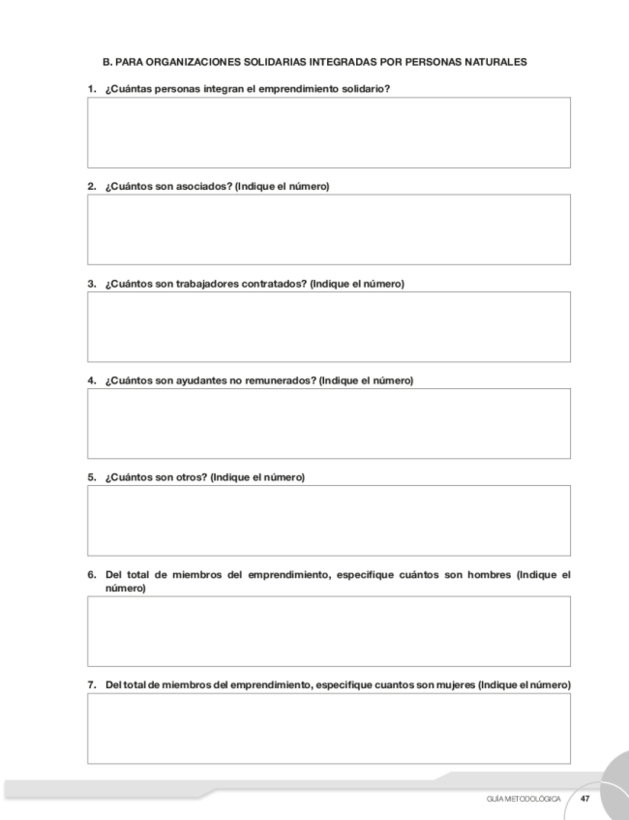 B. PARA ORGANIZACIONES SOLIDARIAS INTEGRADAS POR PERSONAS NATURALES
1. ¿Cuántas personas integran el emprendimiento solidario?
2. ¿Cuántos son asociados? (Indique el número)
3. ¿Cuántos son trabajadores contratados? (Indique el número)
4. ¿Cuántos son ayudantes no remunerados? (Indique el número)
5. ¿Cuántos son otros? (Indique el número)
6. Del total de miembros del emprendimiento, especifique cuántos son hombres (Indique el
número)
7. Del total de miembros del emprendimiento, especifique cuantos son mujeres (Indique el número)
GUÍA METODOLÓGICA 47